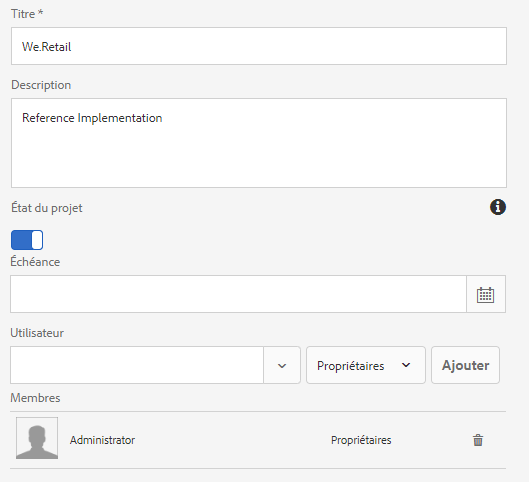 Titre *
We.Retail
Description
Reference Implementation
État du projet
Échéance
Utilisateur
Propriétaires Ajouter
Membres
Administrator Propriétaires